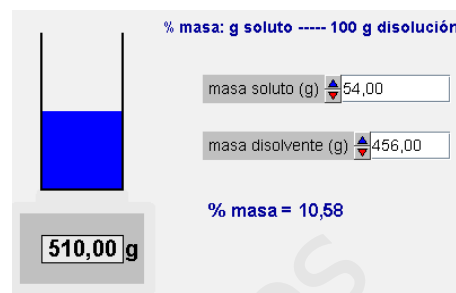 % masa: g soluto ----- 100 g disolución
masa soluto (g) 54,00
masa disolvente (g) 456,00
% masa = 10,58
510,00 g